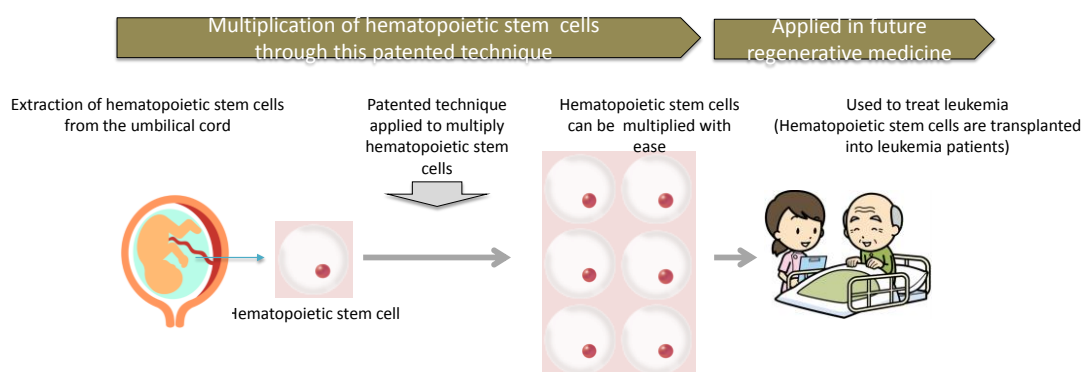 Multiplication of hematopoietic stem cells
through this patented technique
Applied in future
regenerative medicine
Extraction of hematopoietic stem cells
from the umbilical cord
Patented technique
applied to multiply
hematopoietic stem
cells
Hematopoietic stem cells
can be multiplied with
ease
Used to treat leukemia
(Hematopoietic stem cells are transplanted
into leukemia patients)
Hematopoietic stem cell